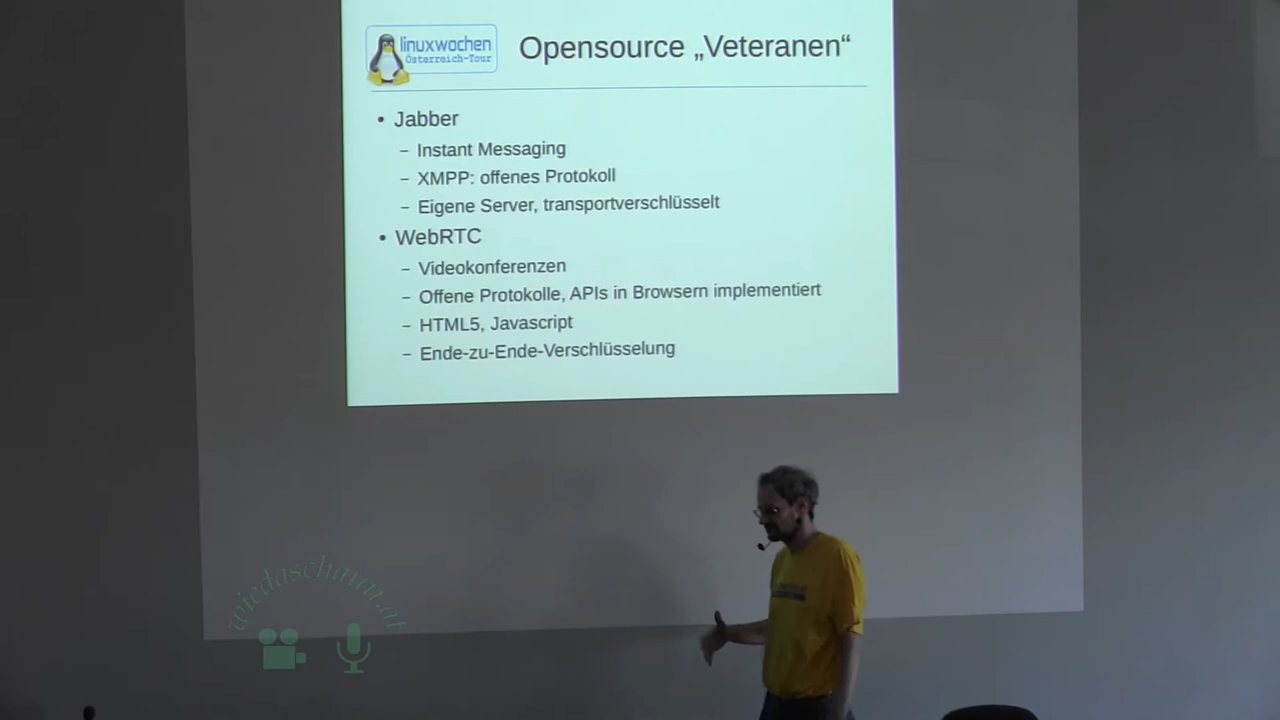 linuxwochen
Österreich-Tour
Opensource „Veteranen“
• Jabber
– Instant Messaging
– XMPP: offenes Protokoll
– Eigene Server, transportverschlüsselt
• WebRTC
– Videokonferenzen
– Offene Protokolle, APIs in Browsern implementiert
– HTML5, Javascript
– Ende-zu-Ende-Verschlüsselung
wiedaschaun.at